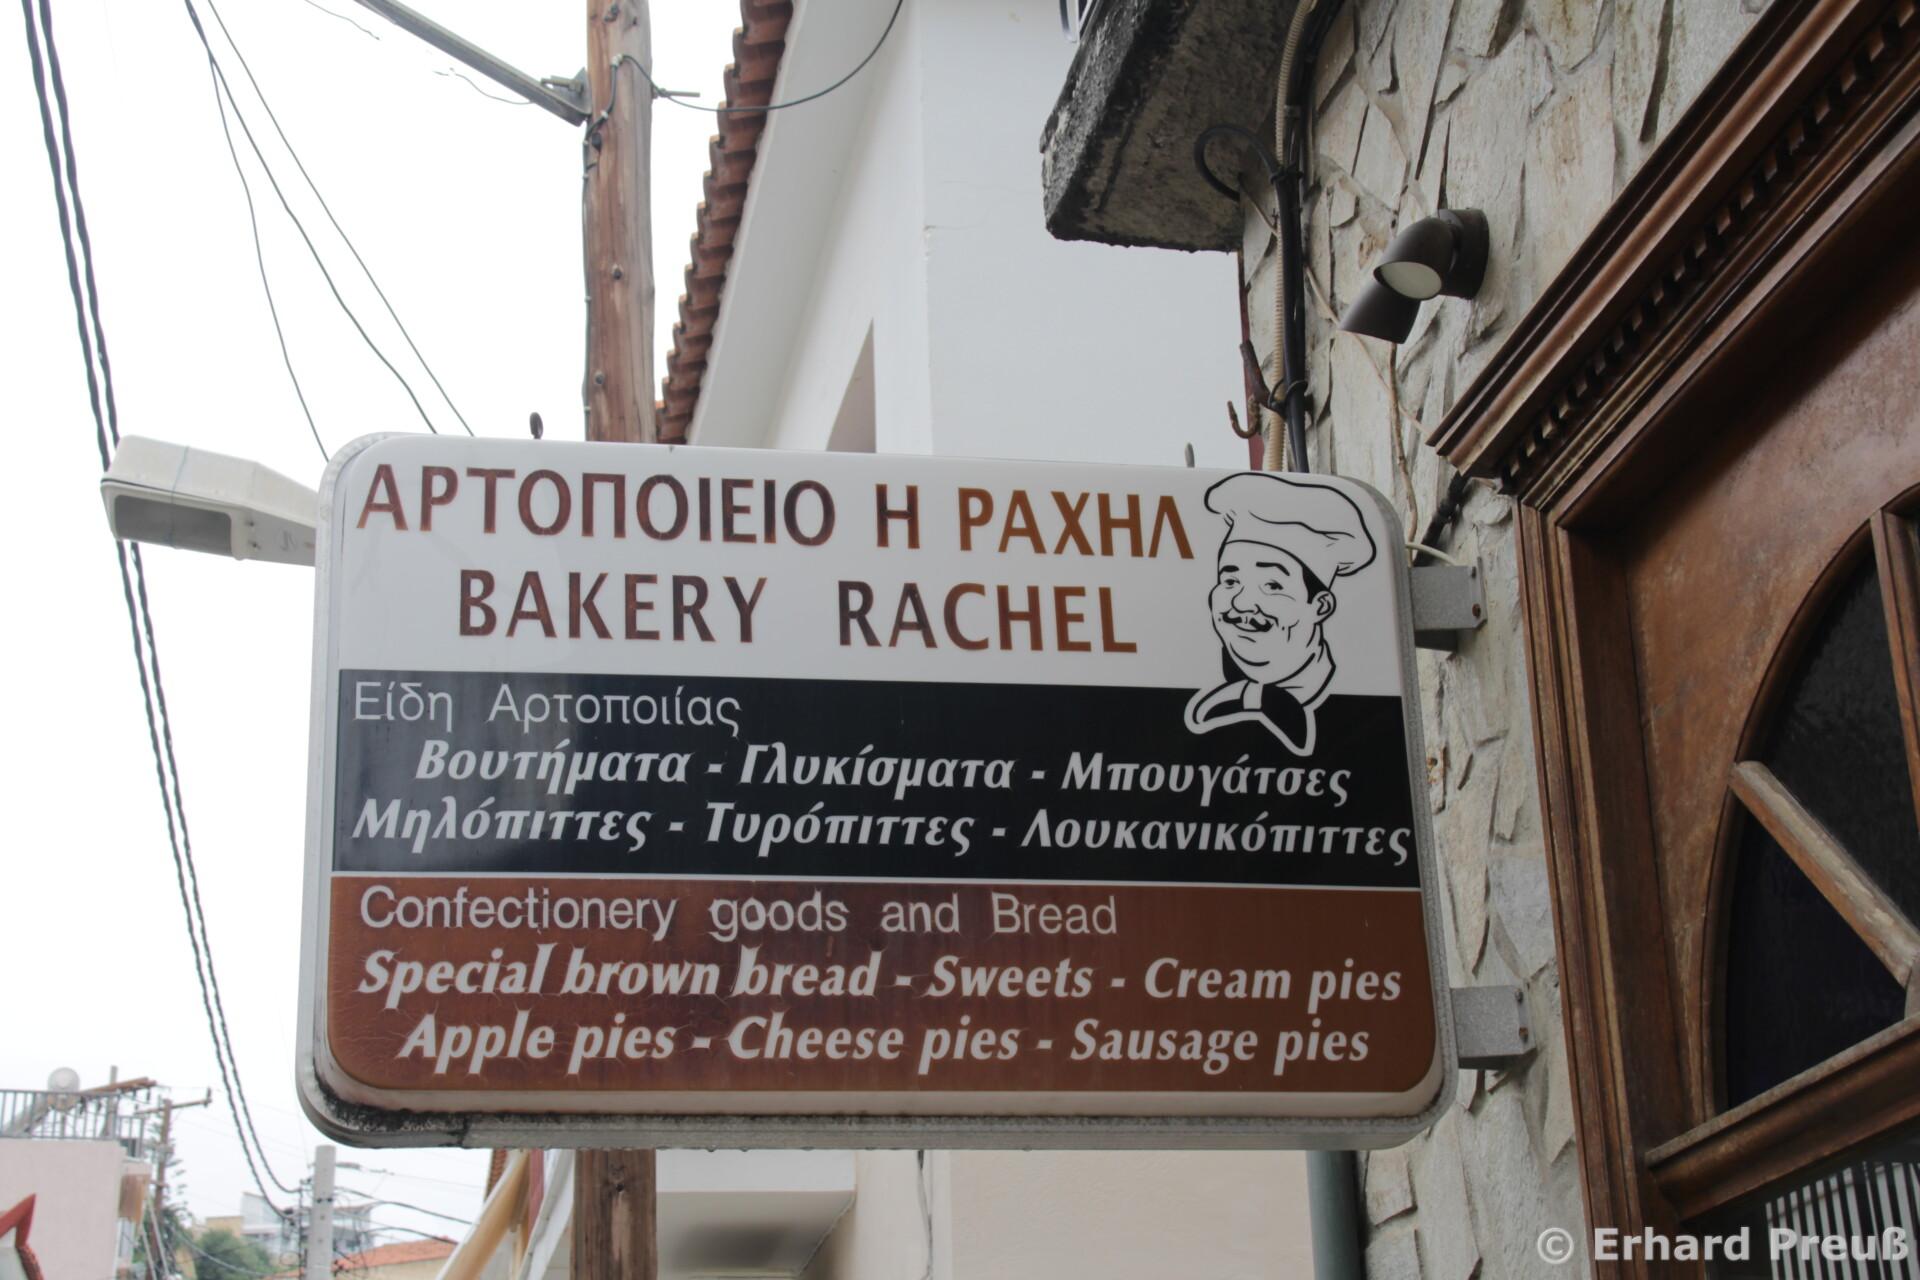 ΑΡΤΟΠΟΙΕΙΟ Η ΡΑΧΗΛ
BAKERY RACHEL
Είδη Αρτοποιίας
Βουτήματα - Γλυκίσματα - Μπουγάτσες
Μηλόπιττες - Τυρόπιττες - Λουκανικόπιττες
Confectionery goods and Bread
Special brown bread - Sweets - Cream pies
Apple pies - Cheese pies - Sausage pies
© Erhard Preuß